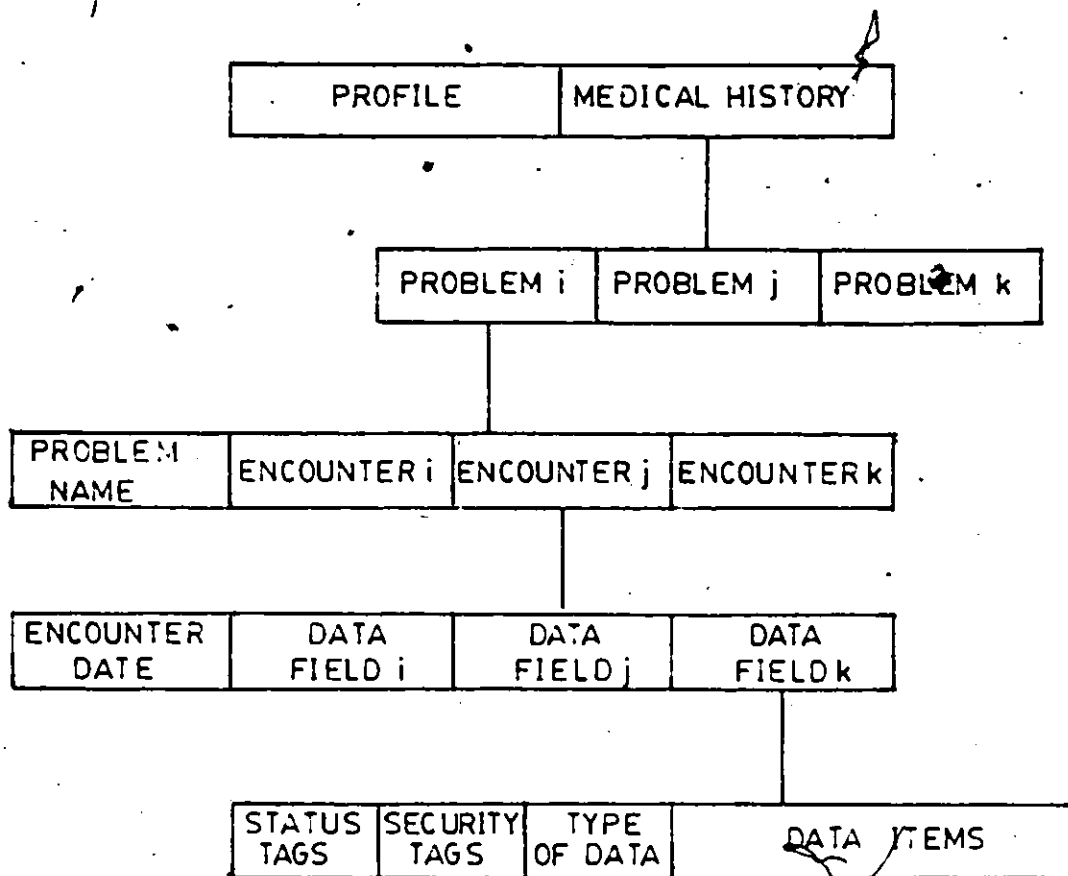 PROFILE MEDICAL HISTORY
PROBLEM i PROBLEM j PROBLEM k
PROBLEM NAME ENCOUNTER i ENCOUNTER j ENCOUNTER k
ENCOUNTER DATE DATA FIELD i DATA FIELD j DATA FIELD k
STATUS TAGS SECURITY TAGS TYPE OF DATA DATA ITEMS